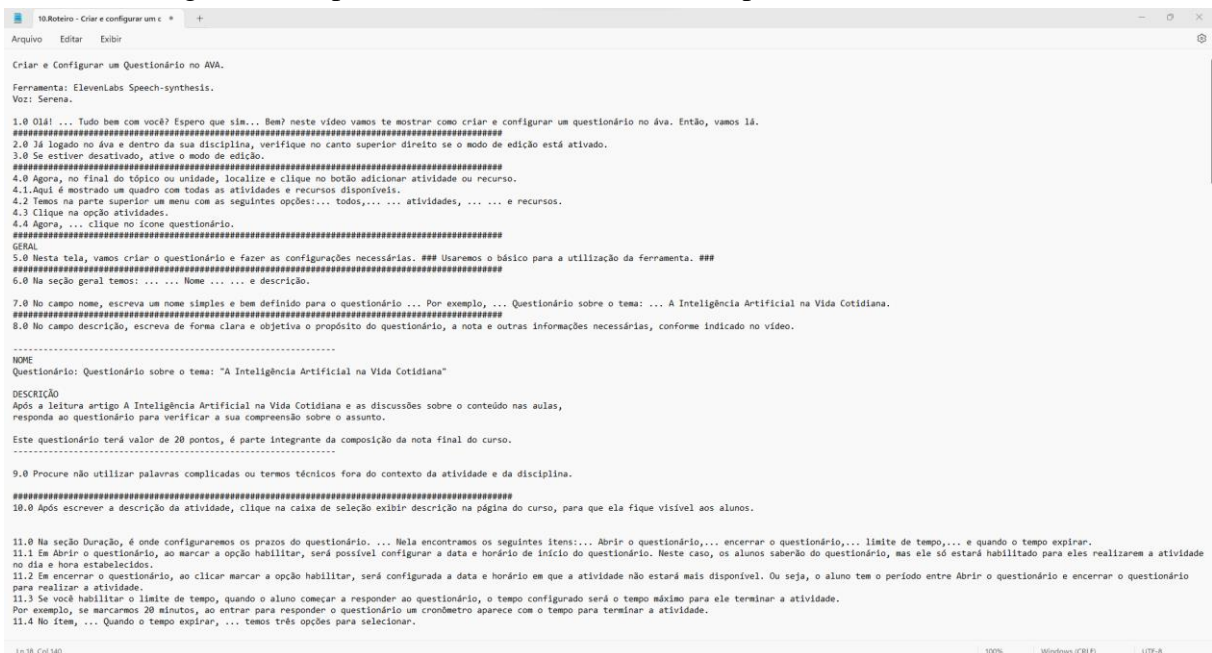 10.Roteiro - Criar e configurar um c
Arquivo Editar Exibir
Criar e Configurar um Questionário no AVA.
Ferramenta: ElevenLabs Speech-synthesis.
Voz: Serena.
1.0 Olá! ... Tudo bem com você? Espero que sim... Bem? neste vídeo vamos te mostrar como criar e configurar um questionário no áva. Então, vamos lá.
#################################################################################################
2.0 Já logado no áva e dentro da sua disciplina, verifique no canto superior direito se o modo de edição está ativado.
3.0 Se estiver desativado, ative o modo de edição.
#################################################################################################
4.0 Agora, no final do tópico ou unidade, localize e clique no botão adicionar atividade ou recurso.
4.1.Aqui é mostrado um quadro com todas as atividades e recursos disponíveis.
4.2 Temos na parte superior um menu com as seguintes opções:... todos,... ... atividades, ... ... e recursos.
4.3 Clique na opção atividades.
4.4 Agora, ... clique no ícone questionário.
#################################################################################################
GERAL
5.0 Nesta tela, vamos criar o questionário e fazer as configurações necessárias. ### Usaremos o básico para a utilização da ferramenta. ###
#################################################################################################
6.0 Na seção geral temos: ... ... Nome ... ... e descrição.
7.0 No campo nome, escreva um nome simples e bem definido para o questionário ... Por exemplo, ... Questionário sobre o tema: ... A Inteligência Artificial na Vida Cotidiana.
#################################################################################################
8.0 No campo descrição, escreva de forma clara e objetiva o propósito do questionário, a nota e outras informações necessárias, conforme indicado no vídeo.
----------------------------------------------------------------
NOME
Questionário: Questionário sobre o tema: "A Inteligência Artificial na Vida Cotidiana"
DESCRIÇÃO
Após a leitura artigo A Inteligência Artificial na Vida Cotidiana e as discussões sobre o conteúdo nas aulas,
responda ao questionário para verificar a sua compreensão sobre o assunto.
Este questionário terá valor de 20 pontos, é parte integrante da composição da nota final do curso.
----------------------------------------------------------------
9.0 Procure não utilizar palavras complicadas ou termos técnicos fora do contexto da atividade e da disciplina.
###################################################################################################
10.0 Após escrever a descrição da atividade, clique na caixa de seleção exibir descrição na página do curso, para que ela fique visível aos alunos.
11.0 Na seção Duração, é onde configuraremos os prazos do questionário. ... Nela encontramos os seguintes itens:... Abrir o questionário,... encerrar o questionário,... limite de tempo,... e quando o tempo expirar.
11.1 Em Abrir o questionário, ao marcar a opção habilitar, será possível configurar a data e horário de início do questionário. Neste caso, os alunos saberão do questionário, mas ele só estará habilitado para eles realizarem a atividade
no dia e hora estabelecidos.
11.2 Em encerrar o questionário, ao clicar marcar a opção habilitar, será configurada a data e horário em que a atividade não estará mais disponível. Ou seja, o aluno tem o período entre Abrir o questionário e encerrar o questionário
para realizar a atividade.
11.3 Se você habilitar o limite de tempo, quando o aluno começar a responder ao questionário, o tempo configurado será o tempo máximo para ele terminar a atividade.
Por exemplo, se marcarmos 20 minutos, ao entrar para responder o questionário um cronômetro aparece com o tempo para terminar a atividade.
11.4 No ítem, ... Quando o tempo expirar, ... temos três opções para selecionar.
Ln 18, Col 140 100% Windows (CRLF) UTF-8